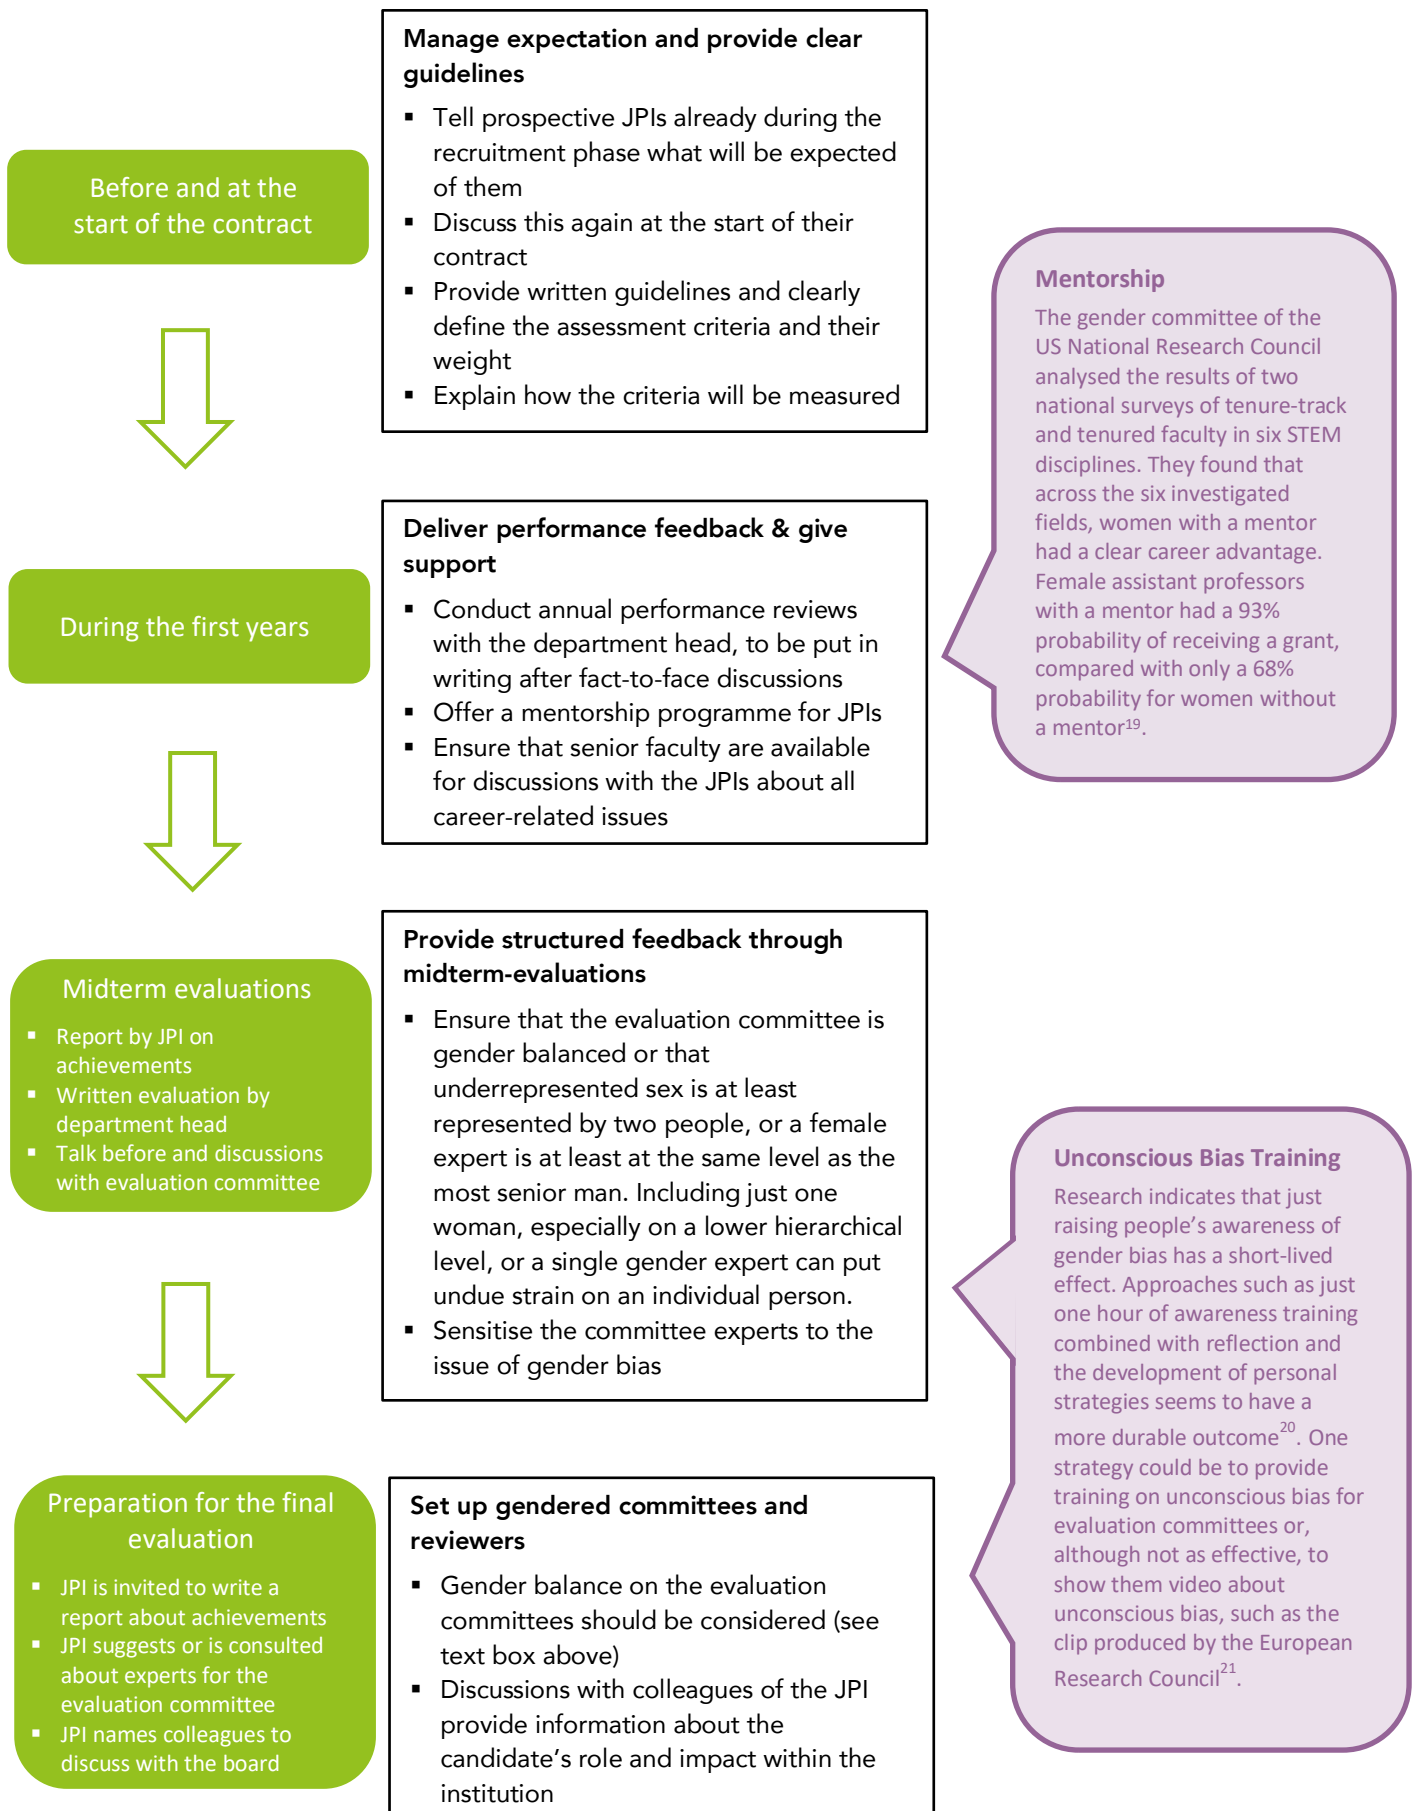 Manage expectation and provide clear
guidelines
▪ Tell prospective JPIs already during the
recruitment phase what will be expected
of them
▪ Discuss this again at the start of their
contract
▪ Provide written guidelines and clearly
define the assessment criteria and their
weight
▪ Explain how the criteria will be measured
Before and at the
start of the contract
Mentorship
The gender committee of the
US National Research Council
analysed the results of two
national surveys of tenure-track
and tenured faculty in six STEM
disciplines. They found that
across the six investigated
fields, women with a mentor
had a clear career advantage.
Female assistant professors
with a mentor had a 93%
probability of receiving a grant,
compared with only a 68%
probability for women without
a mentor19.
Deliver performance feedback & give
support
▪ Conduct annual performance reviews
with the department head, to be put in
writing after fact-to-face discussions
▪ Offer a mentorship programme for JPIs
▪ Ensure that senior faculty are available
for discussions with the JPIs about all
career-related issues
During the first years
Provide structured feedback through
midterm-evaluations
▪ Ensure that the evaluation committee is
gender balanced or that
underrepresented sex is at least
represented by two people, or a female
expert is at least at the same level as the
most senior man. Including just one
woman, especially on a lower hierarchical
level, or a single gender expert can put
undue strain on an individual person.
▪ Sensitise the committee experts to the
issue of gender bias
Midterm evaluations
▪ Report by JPI on
achievements
▪ Written evaluation by
department head
▪ Talk before and discussions
with evaluation committee
Unconscious Bias Training
Research indicates that just
raising people’s awareness of
gender bias has a short-lived
effect. Approaches such as just
one hour of awareness training
combined with reflection and
the development of personal
strategies seems to have a
more durable outcome20. One
strategy could be to provide
training on unconscious bias for
evaluation committees or,
although not as effective, to
show them video about
unconscious bias, such as the
clip produced by the European
Research Council21.
Preparation for the final
evaluation
▪ JPI is invited to write a
report about achievements
▪ JPI suggests or is consulted
about experts for the
evaluation committee
▪ JPI names colleagues to
discuss with the board
Set up gendered committees and
reviewers
▪ Gender balance on the evaluation
committees should be considered (see
text box above)
▪ Discussions with colleagues of the JPI
provide information about the
candidate’s role and impact within the
institution